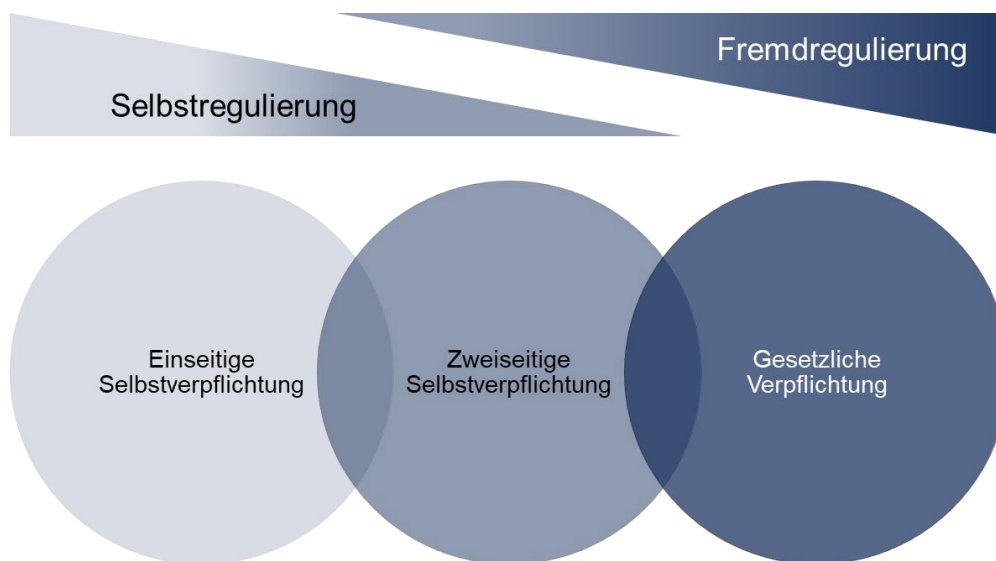 Fremdregulierung
Selbstregulierung
Einseitige
Selbstverpflichtung
Zweiseitige
Selbstverpflichtung
Gesetzliche
Verpflichtung